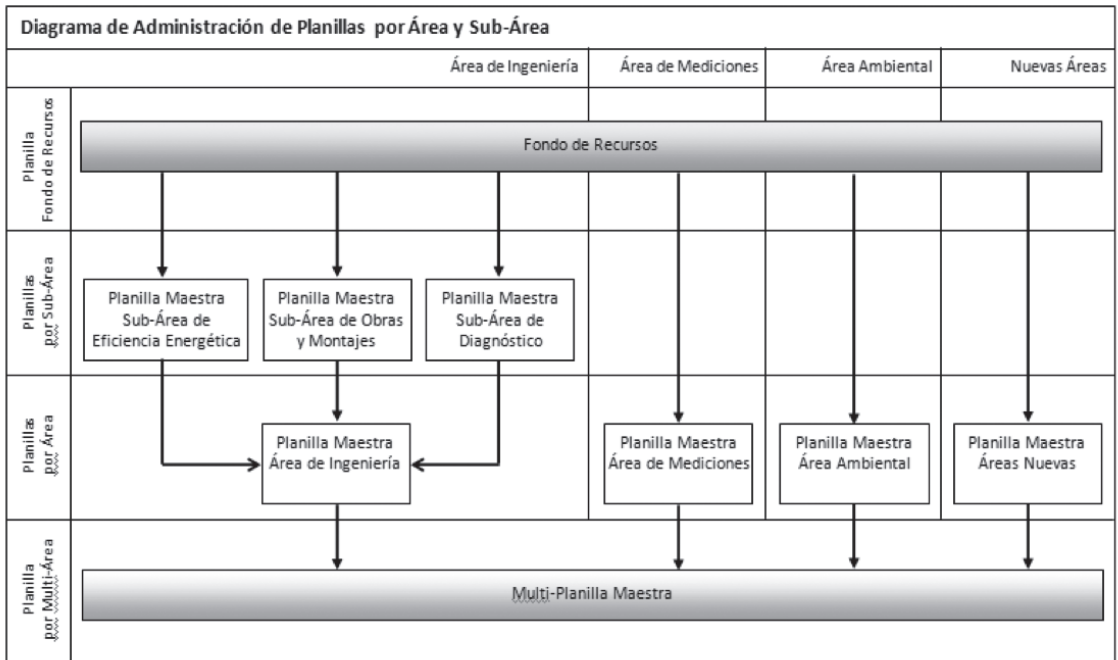 Diagrama de Administración de Planillas por Área y Sub-Área
Área de Ingeniería
Área de Mediciones
Área Ambiental
Nuevas Áreas
Planilla
Fondo de Recursos
Fondo de Recursos
Planillas
por Sub-Área
Planilla Maestra
Sub-Área de
Eficiencia Energética
Planilla Maestra
Sub-Área de Obras
y Montajes
Planilla Maestra
Sub-Área de
Diagnóstico
Planillas
por Área
Planilla Maestra
Área de Ingeniería
Planilla Maestra
Área de Mediciones
Planilla Maestra
Área Ambiental
Planilla Maestra
Áreas Nuevas
Planilla
por Multi-Área
Multi-Planilla Maestra